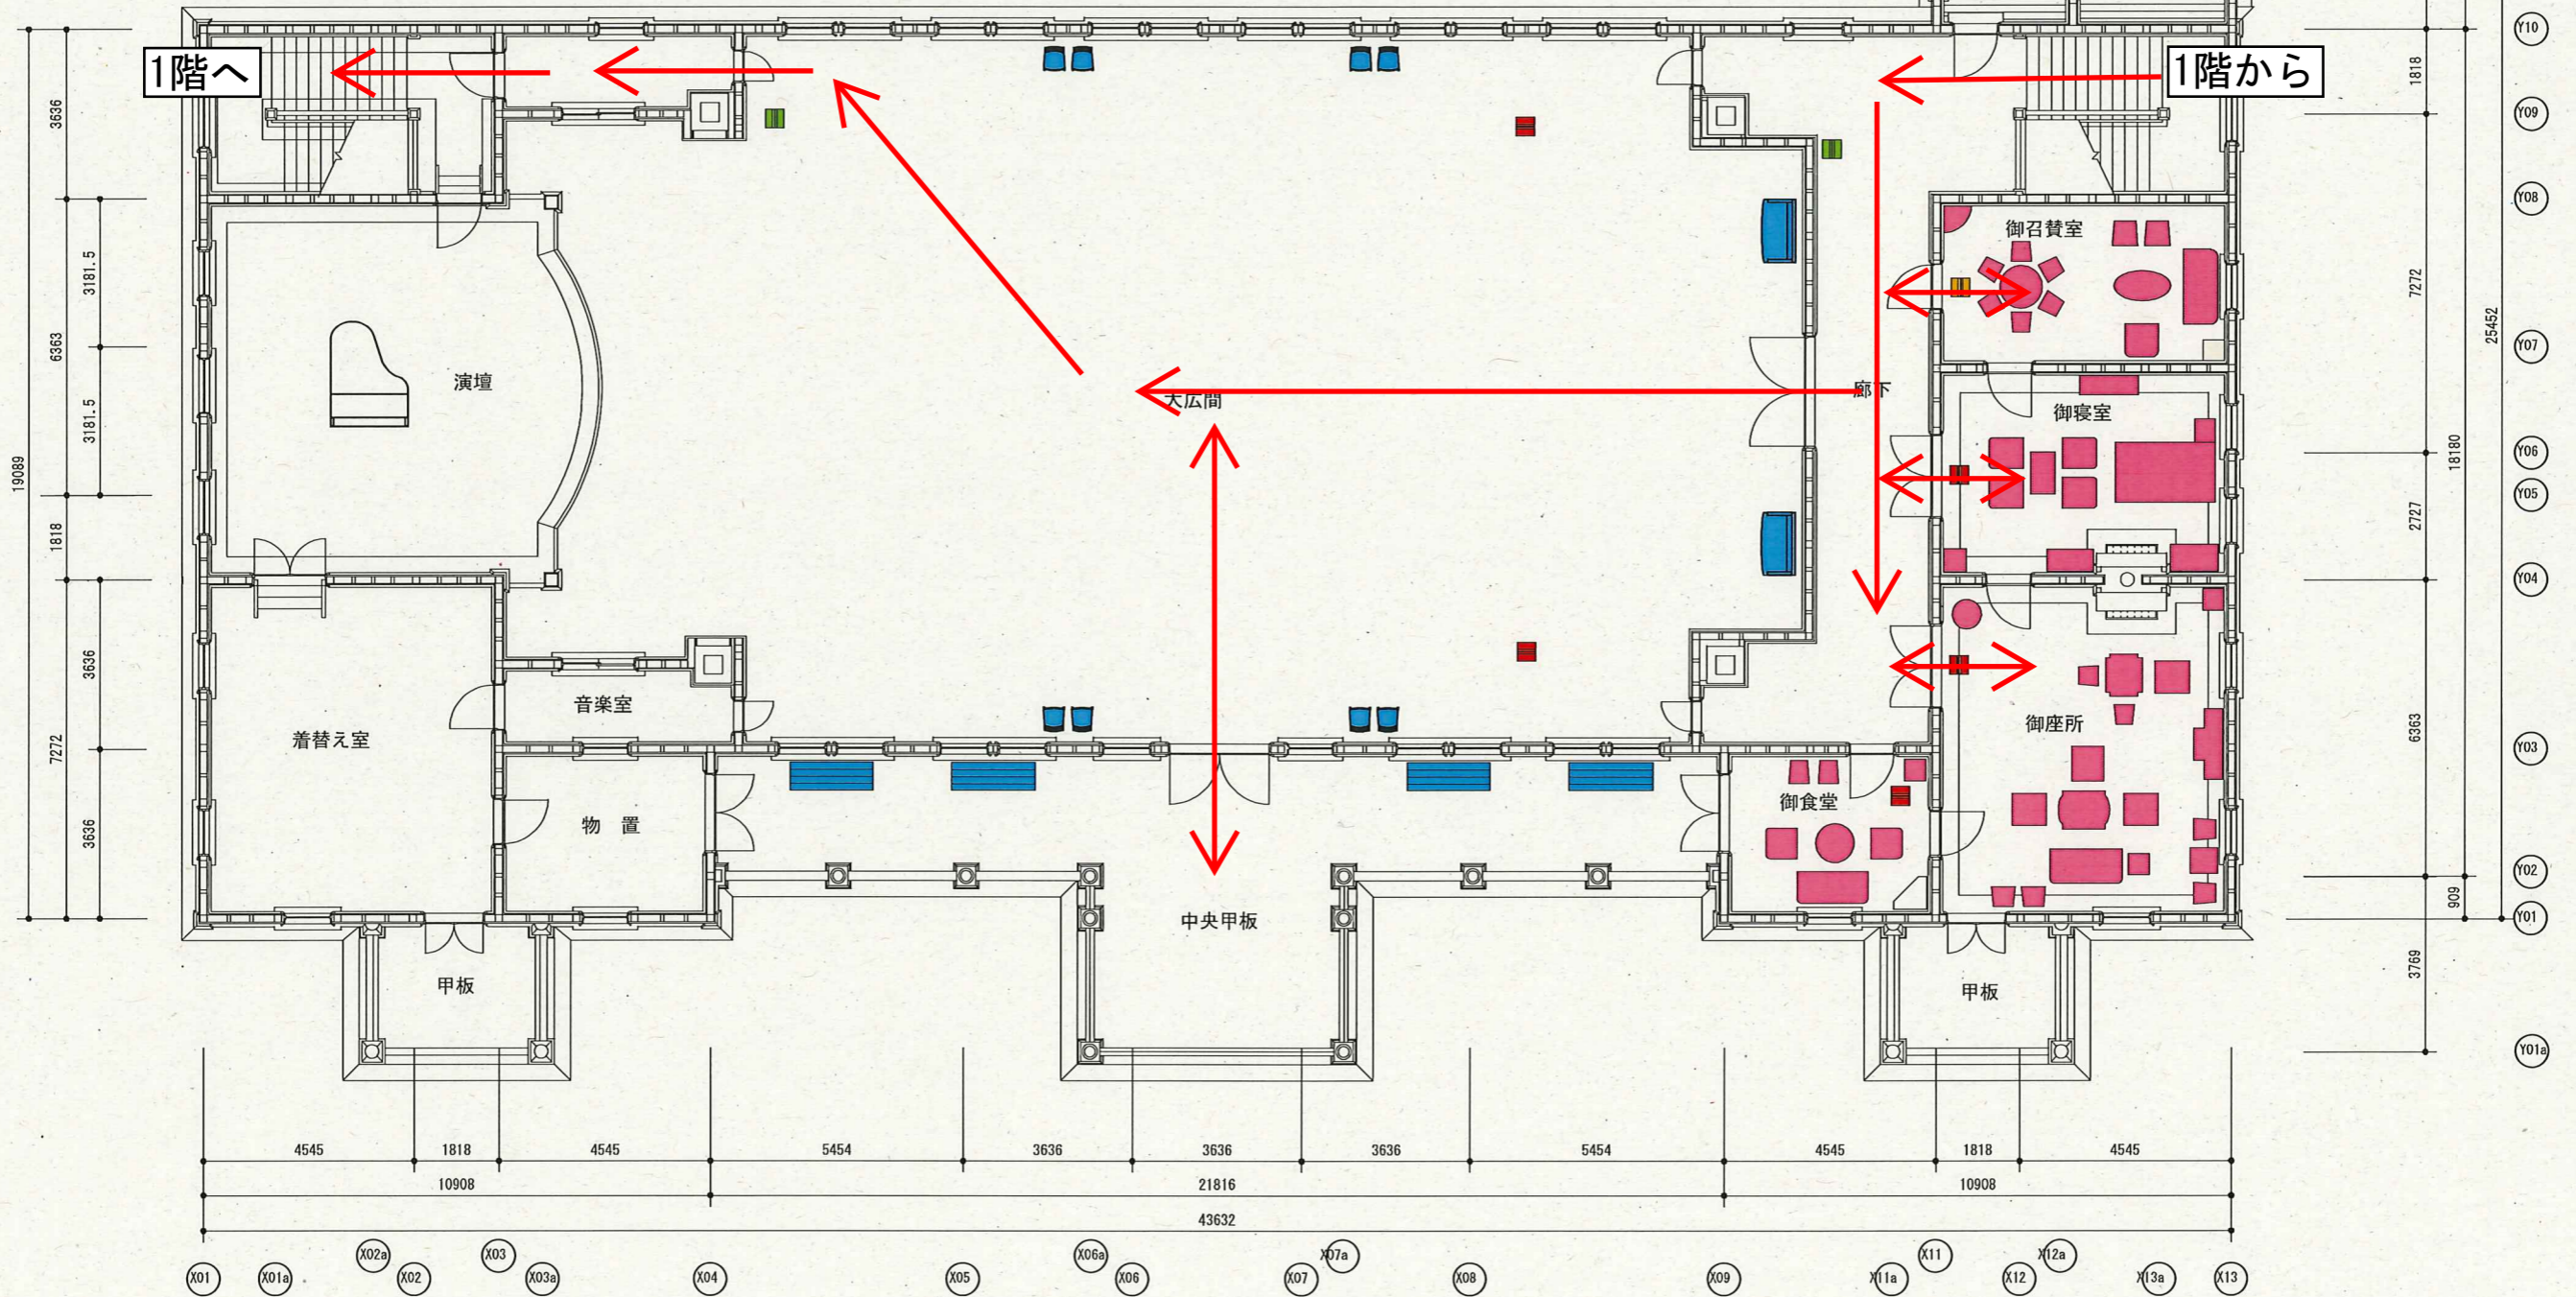 1階へ
1階から
御召賛室
御寝室
演壇
大広間
廊下
音楽室
着替え室
御座所
物 置
御食堂
中央甲板
甲板
甲板
3636
3181.5
6363
3181.5
19089
1818
3636
7272
3636
1818
7272
25452
18180
2727
6363
909
3769
Y10
Y09
Y08
Y07
Y06
Y05
Y04
Y03
Y02
Y01
Y01a
4545 1818 4545 5454 3636 3636 3636 5454 4545 1818 4545
10908 21816 10908
43632
X02a X03 X06a X07a X11 X12a
X01 X01a X02 X03a X04 X05 X06 X07 X08 X09 X11a X12 X13a X13